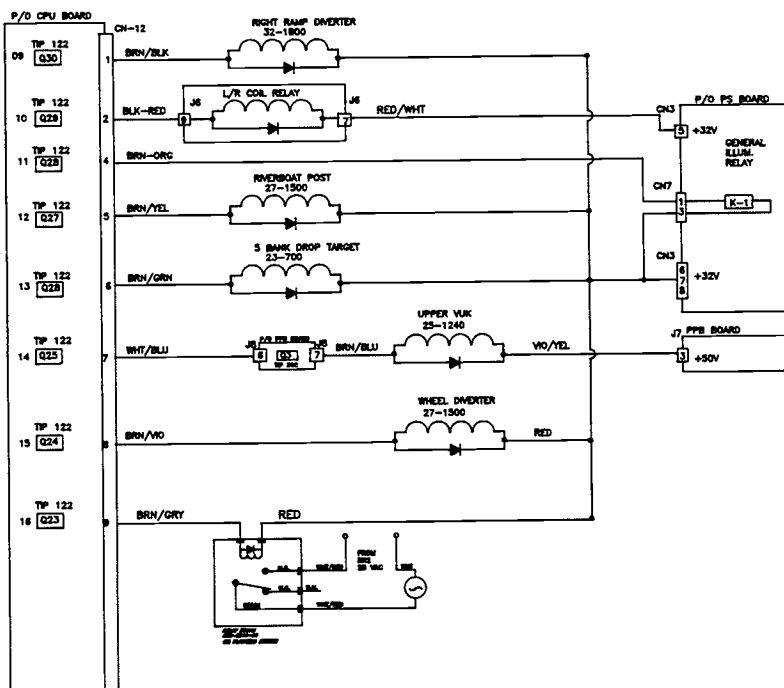 P/O CPU BOARD
CN-12
RIGHT RAMP DIVERTER
32-1800
09 TIP 122
Q30
1 BRN/BLK
P/O PS BOARD
10 TIP 122
Q29
2 BLK-RED
J6
L/R COIL RELAY
J6
7
RED/WHT
CN3
5 +32V
GENERAL
ILLUM.
RELAY
11 TIP 122
Q28
4 BRN-ORG
CN7
1
3
K-1
RIVERBOAT POST
27-1500
12 TIP 122
Q27
5 BRN/YEL
5 BANK DROP TARGET
23-700
13 TIP 122
Q26
6 BRN/GRN
CN3
6
7
8
+32V
UPPER VUK
25-1240
14 TIP 122
Q25
7 WHT/BLU
J5
6
P/O PPB BOARD
Q3
J5
7
BRN/BLU
VIO/YEL
J7 PPB BOARD
3 +50V
WHEEL DIVERTER
27-1500
15 TIP 122
Q24
8 BRN/VIO
RED
16 TIP 122
Q23
9 BRN/GRY
RED
FROM
VAC